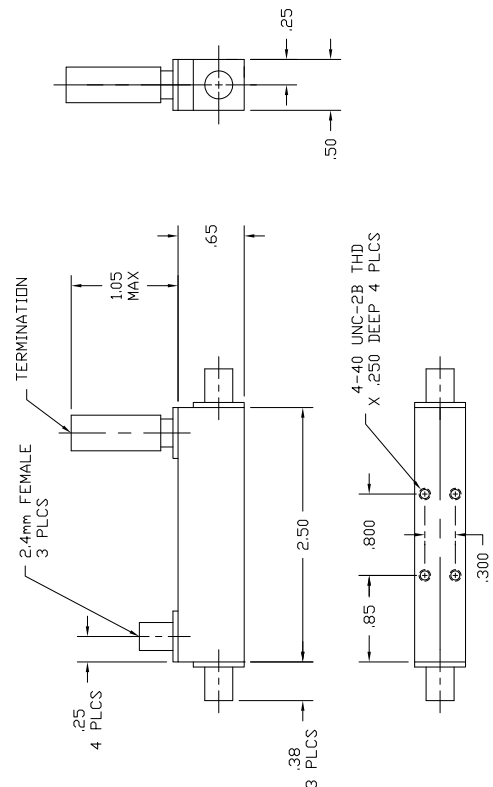 .25
.50
TERMINATION
1.05
MAX
.65
2.4mm FEMALE
3 PLCS
.25
4 PLCS
2.50
.38
3 PLCS
4-40 UNC-2B THD
X .250 DEEP 4 PLCS
.800
.85
.300